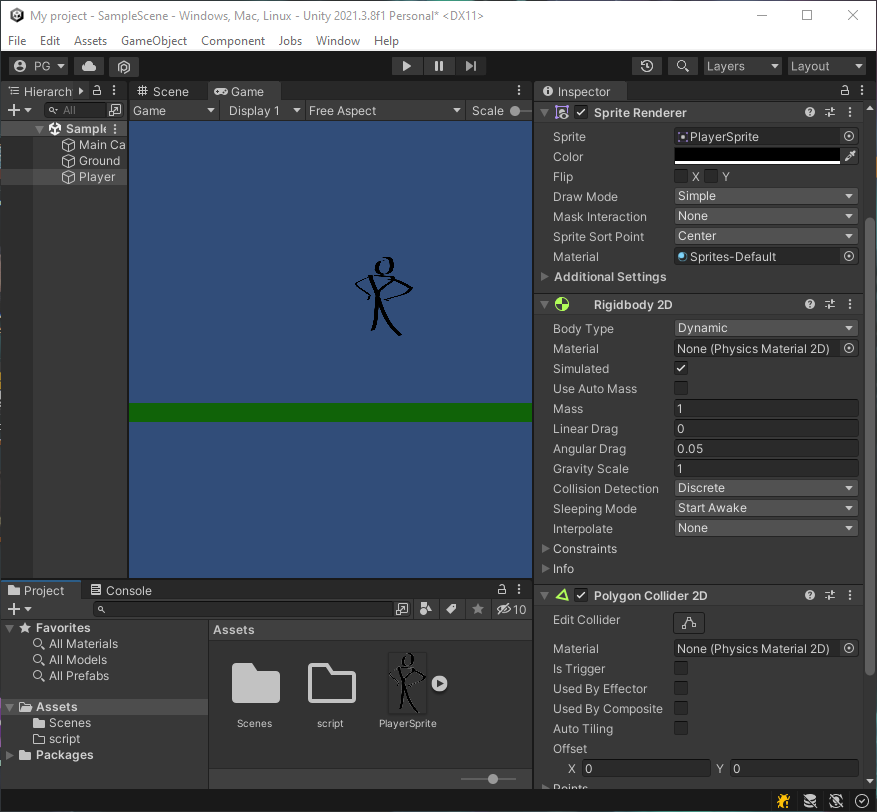 My project - SampleScene - Windows, Mac, Linux - Unity 2021.3.8f1 Personal* <DX11>
File Edit Assets GameObject Component Jobs Window Help
PG Layers Layout
Hierarch
All
Sample
Main Ca
Ground
Player
Scene Game
Game Display 1 Free Aspect Scale
Inspector
Sprite Renderer
Sprite PlayerSprite
Color
Flip X Y
Draw Mode Simple
Mask Interaction None
Sprite Sort Point Center
Material Sprites-Default
Additional Settings
Rigidbody 2D
Body Type Dynamic
Material None (Physics Material 2D)
Simulated
Use Auto Mass
Mass 1
Linear Drag 0
Angular Drag 0.05
Gravity Scale 1
Collision Detection Discrete
Sleeping Mode Start Awake
Interpolate None
Constraints
Info
Polygon Collider 2D
Edit Collider
Material None (Physics Material 2D)
Is Trigger
Used By Effector
Used By Composite
Auto Tiling
Offset
X 0 Y 0
Points
Project Console
10
Favorites
All Materials
All Models
All Prefabs
Assets
Scenes
script
Packages
Assets
Scenes script PlayerSprite